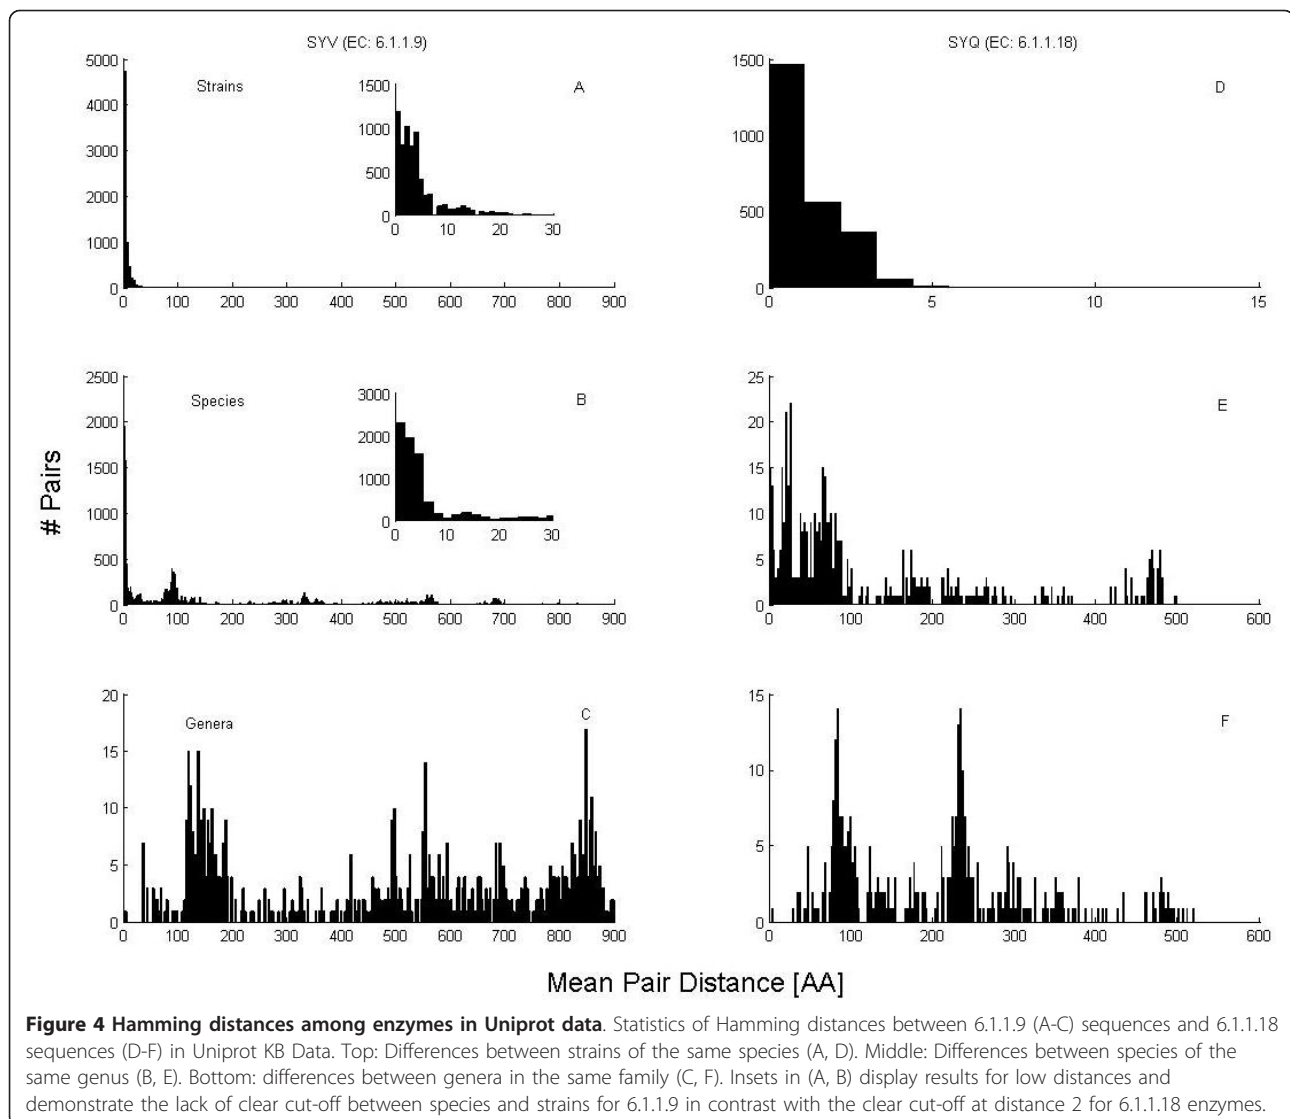 SYV (EC: 6.1.1.9)
SYQ (EC: 6.1.1.18)
Strains
A
5000
4000
3000
2000
1000
0
0 100 200 300 400 500 600 700 800 900
1500
1000
500
0
0 10 20 30
D
1500
1000
500
0
0 5 10 15
Species
B
2500
2000
1500
1000
500
0
0 100 200 300 400 500 600 700 800 900
3000
2000
1000
0
0 10 20 30
E
25
20
15
10
5
0
0 100 200 300 400 500 600
# Pairs
Genera
C
20
15
10
5
0
0 100 200 300 400 500 600 700 800 900
F
15
10
5
0
0 100 200 300 400 500 600
Mean Pair Distance [AA]
Figure 4 Hamming distances among enzymes in Uniprot data. Statistics of Hamming distances between 6.1.1.9 (A-C) sequences and 6.1.1.18
sequences (D-F) in Uniprot KB Data. Top: Differences between strains of the same species (A, D). Middle: Differences between species of the
same genus (B, E). Bottom: differences between genera in the same family (C, F). Insets in (A, B) display results for low distances and
demonstrate the lack of clear cut-off between species and strains for 6.1.1.9 in contrast with the clear cut-off at distance 2 for 6.1.1.18 enzymes.